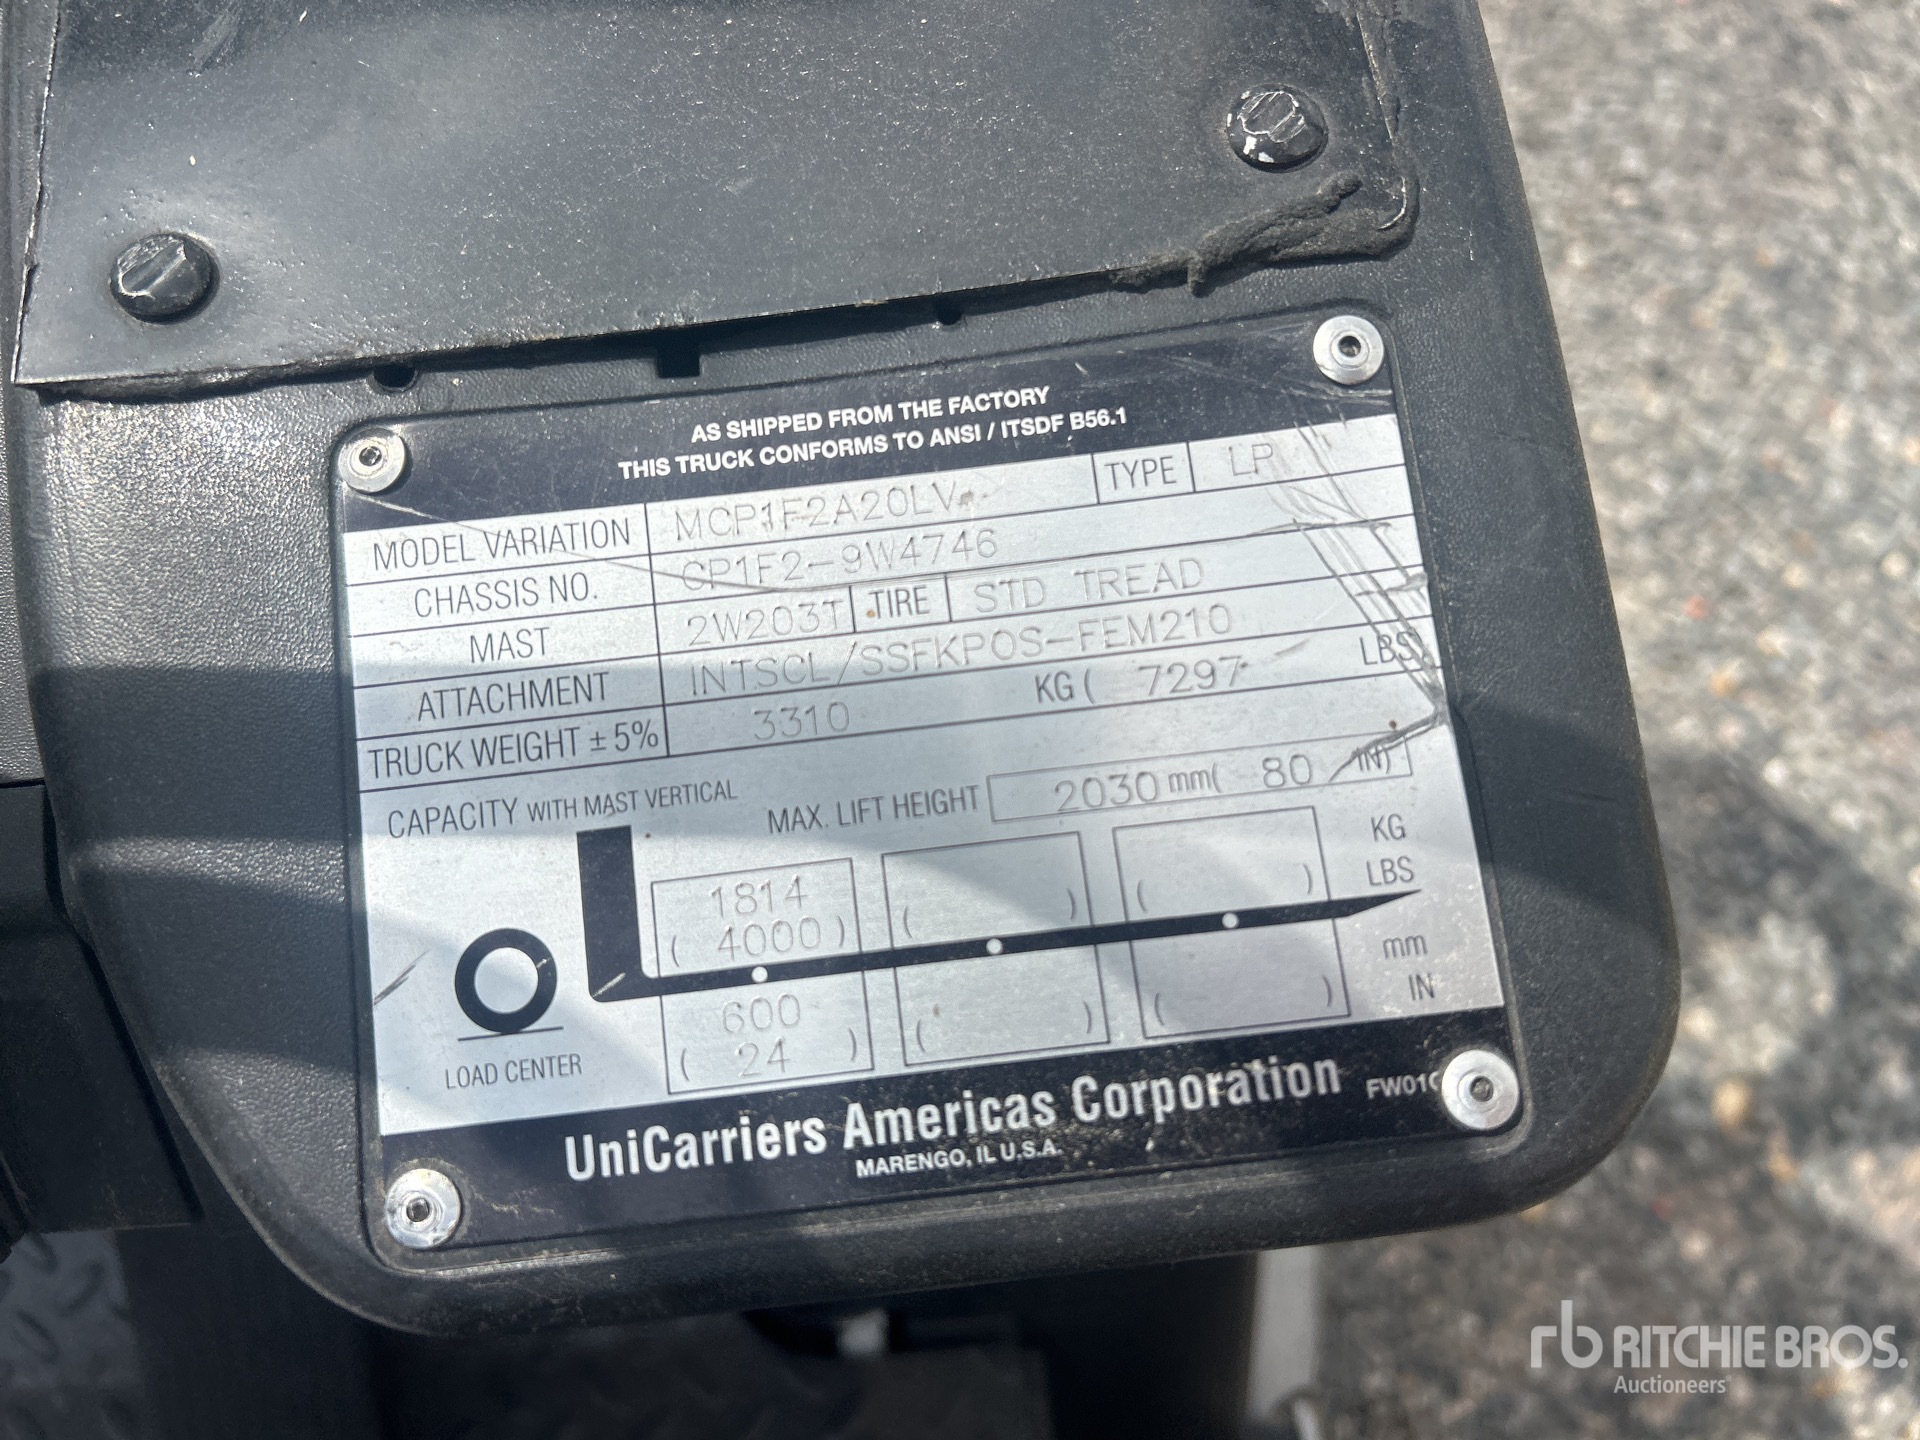 AS SHIPPED FROM THE FACTORY
THIS TRUCK CONFORMS TO ANSI / ITSDF B56.1
MODEL VARIATION MCP1F2A20LV TYPE LP
CHASSIS NO. CP1F2-9W4746
MAST 2W203T TIRE STD TREAD
ATTACHMENT INTSCL/SSFKPOS-FEM210
TRUCK WEIGHT ± 5% 3310 KG ( 7297 LBS
CAPACITY WITH MAST VERTICAL MAX. LIFT HEIGHT 2030 mm( 80 IN)
1814 KG
( 4000 ) ( ) ( ) LBS
600 mm
( 24 ) ( ) ( ) IN
LOAD CENTER
UniCarriers Americas Corporation
MARENGO, IL U.S.A.
rb RITCHIE BROS.
Auctioneers